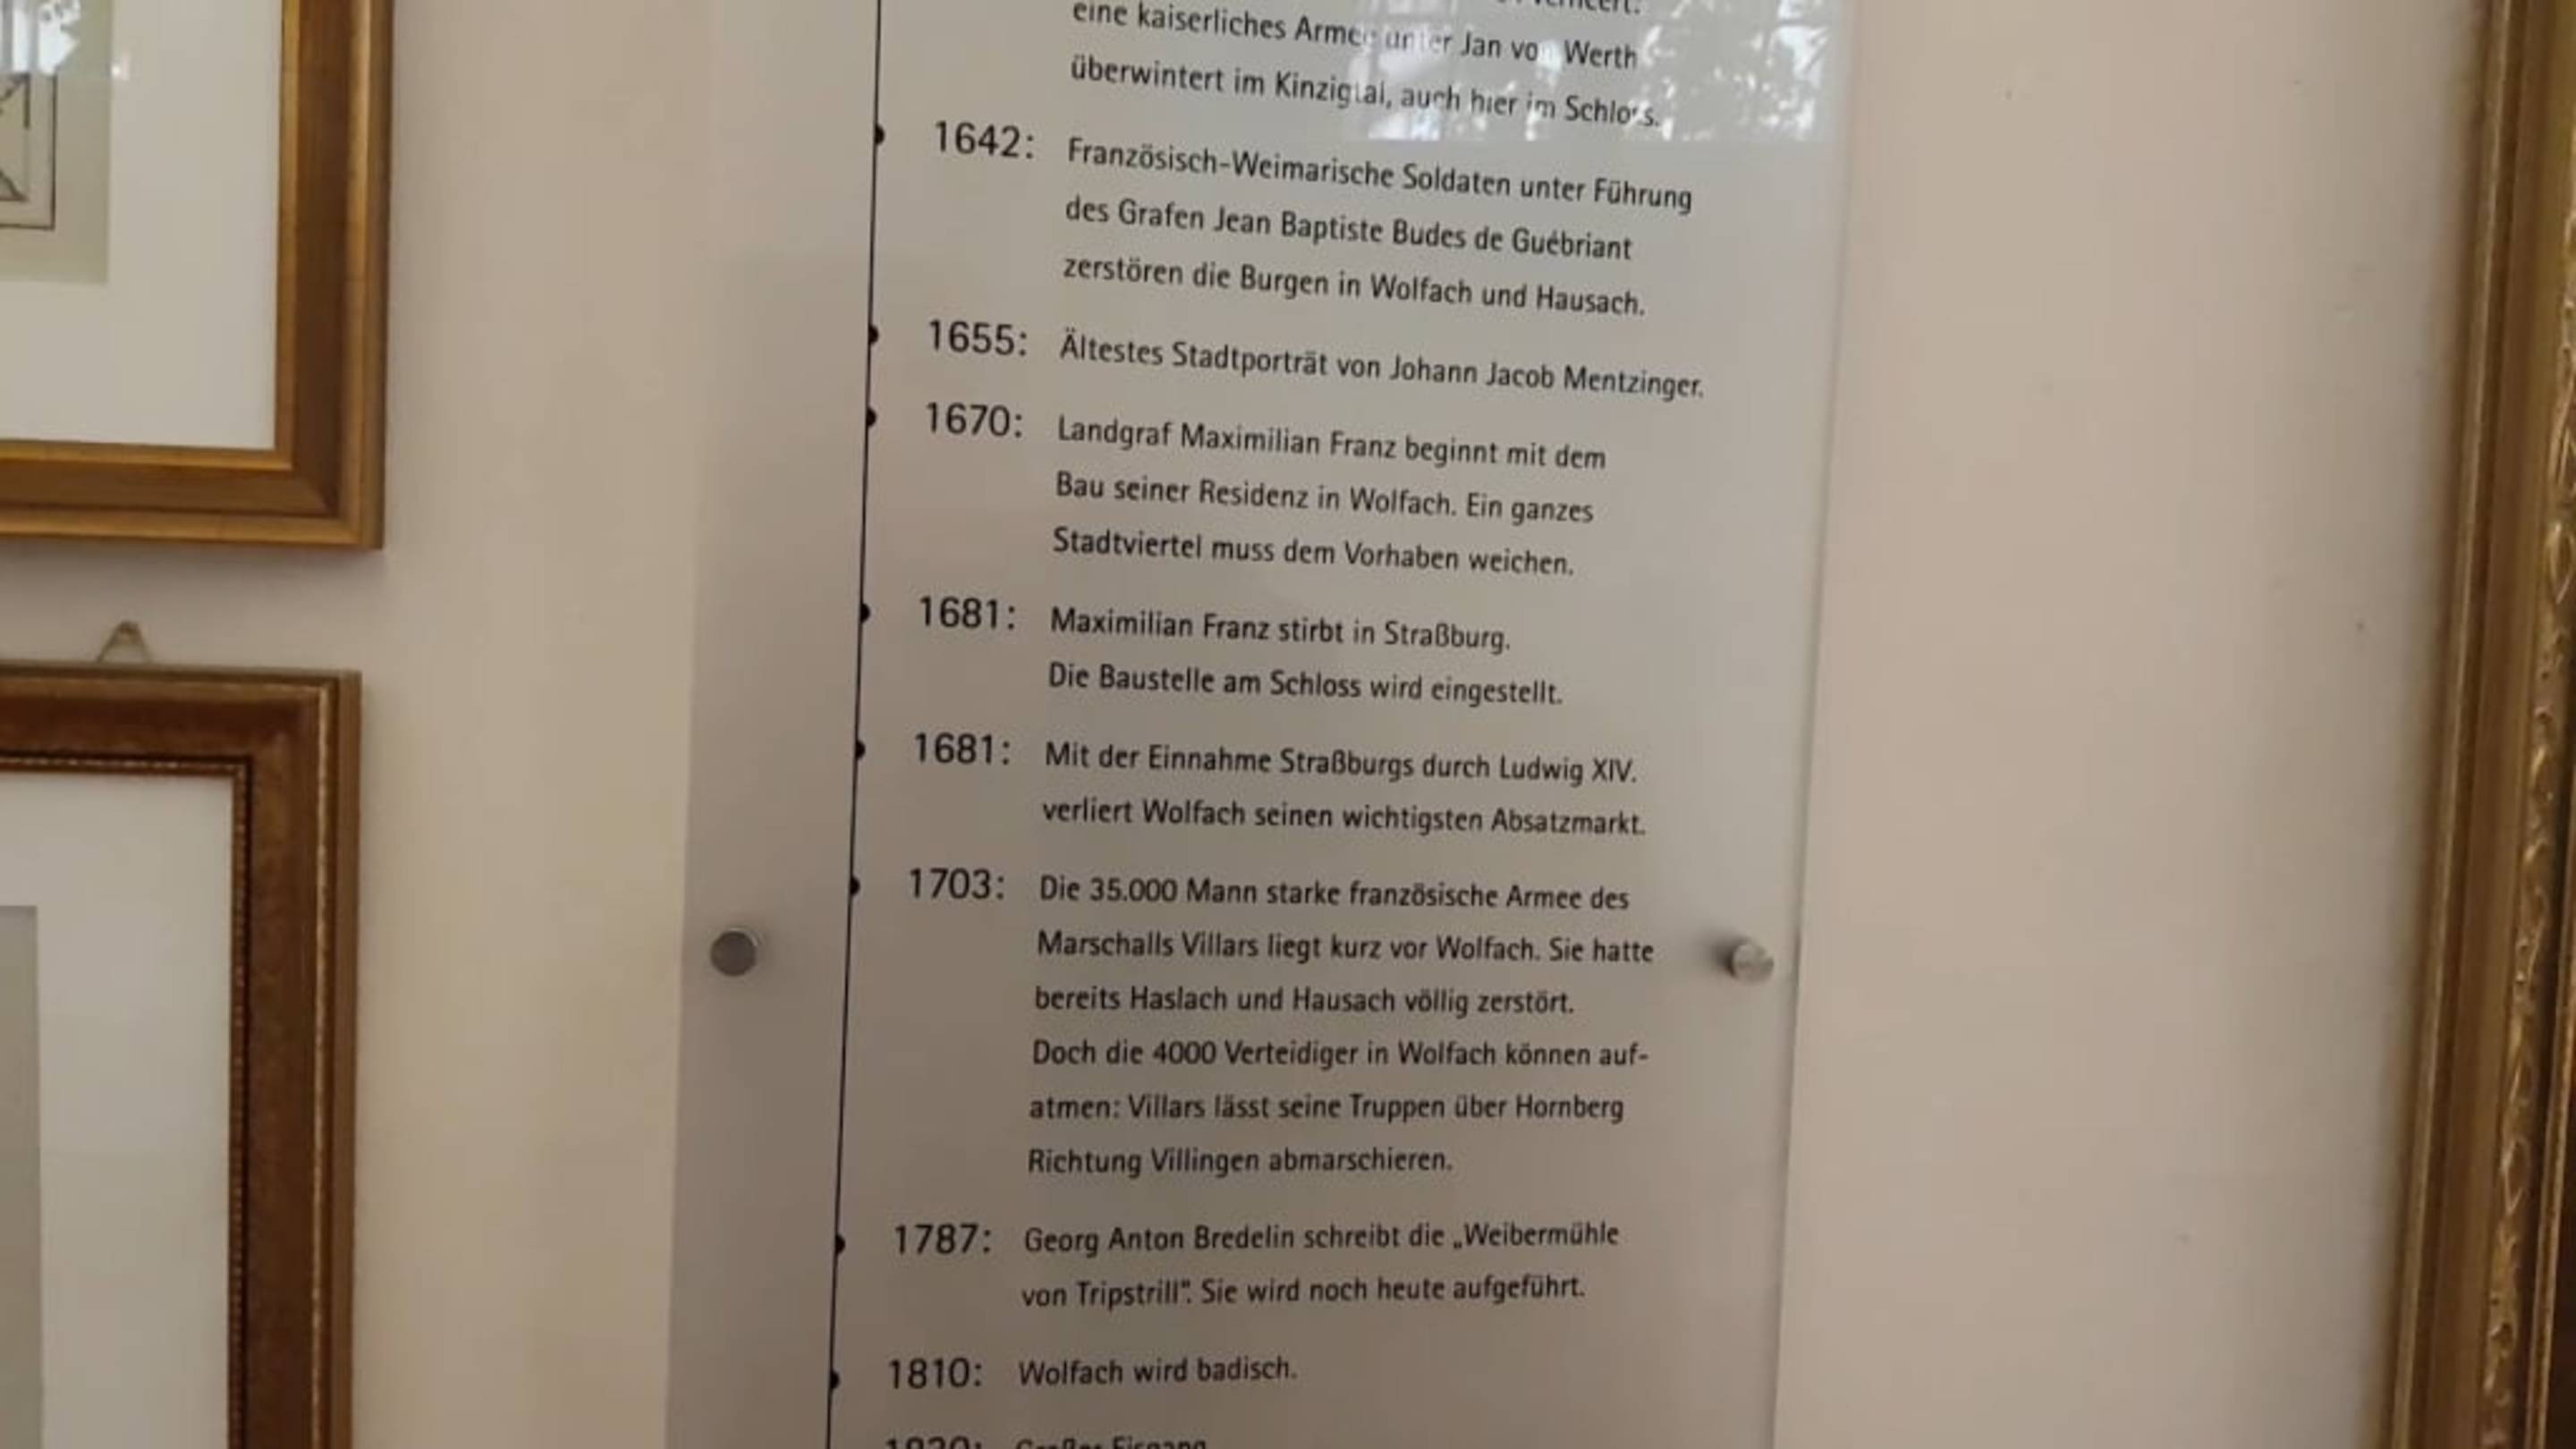 eine kaiserliches Armee unter Jan von Werth
überwintert im Kinzigtal, auch hier im Schloss.
1642: Französisch-Weimarische Soldaten unter Führung
des Grafen Jean Baptiste Budes de Guébriant
zerstören die Burgen in Wolfach und Hausach.
1655: Ältestes Stadtporträt von Johann Jacob Mentzinger.
1670: Landgraf Maximilian Franz beginnt mit dem
Bau seiner Residenz in Wolfach. Ein ganzes
Stadtviertel muss dem Vorhaben weichen.
1681: Maximilian Franz stirbt in Straßburg.
Die Baustelle am Schloss wird eingestellt.
1681: Mit der Einnahme Straßburgs durch Ludwig XIV.
verliert Wolfach seinen wichtigsten Absatzmarkt.
1703: Die 35.000 Mann starke französische Armee des
Marschalls Villars liegt kurz vor Wolfach. Sie hatte
bereits Haslach und Hausach völlig zerstört.
Doch die 4000 Verteidiger in Wolfach können auf-
atmen: Villars lässt seine Truppen über Hornberg
Richtung Villingen abmarschieren.
1787: Georg Anton Bredelin schreibt die „Weibermühle
von Tripstrill". Sie wird noch heute aufgeführt.
1810: Wolfach wird badisch.